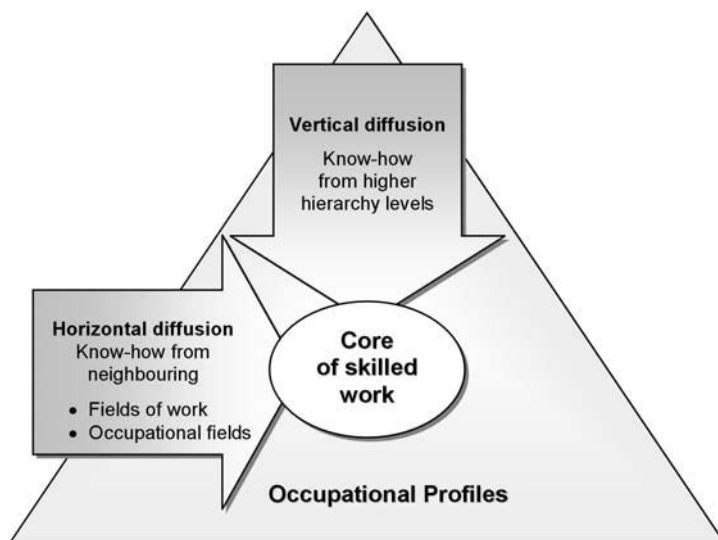 Vertical diffusion
Know-how
from higher
hierarchy levels
Horizontal diffusion
Know-how from
neighbouring
• Fields of work
• Occupational fields
Core
of skilled
work
Occupational Profiles